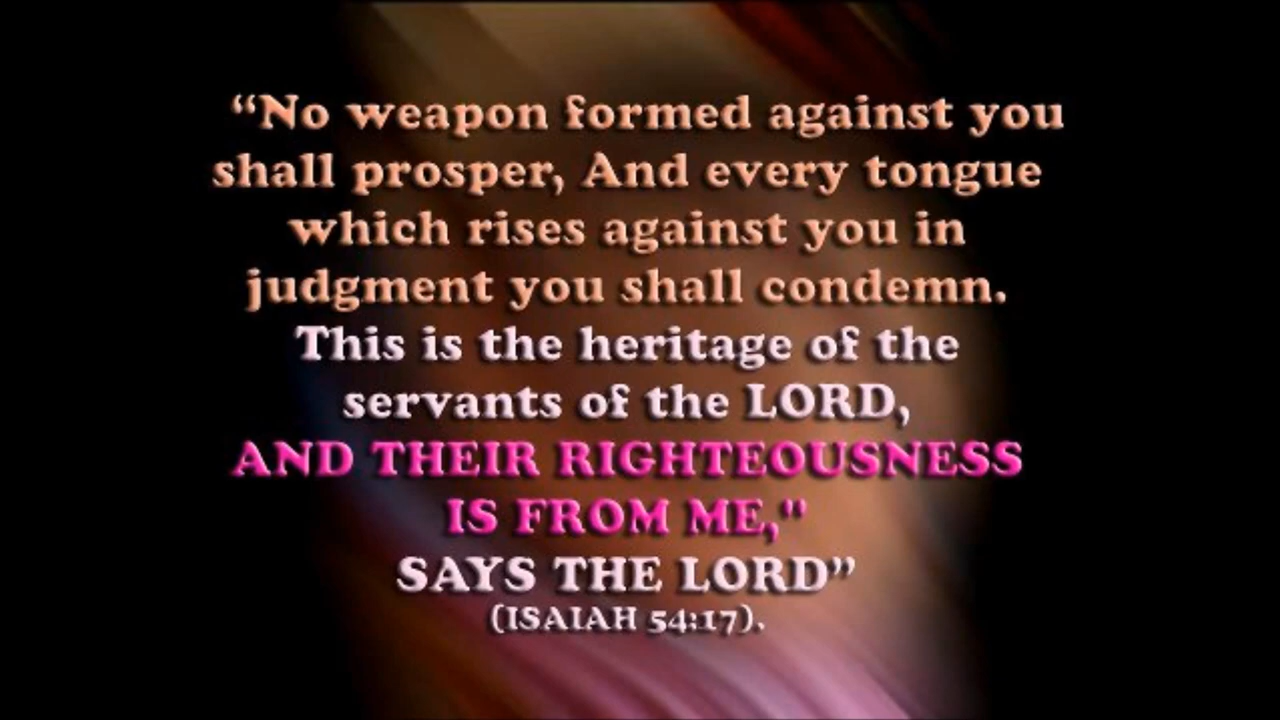 “No weapon formed against you
shall prosper, And every tongue
which rises against you in
judgment you shall condemn.
This is the heritage of the
servants of the LORD,
AND THEIR RIGHTEOUSNESS
IS FROM ME,"
SAYS THE LORD”
(ISAIAH 54:17).